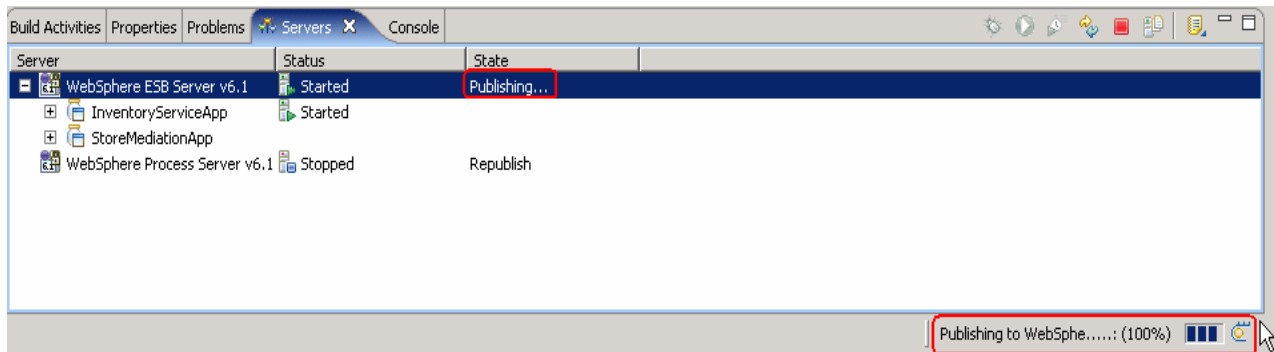 Build Activities Properties Problems Servers Console
Server Status State
WebSphere ESB Server v6.1 Started Publishing...
InventoryServiceApp Started
StoreMediationApp
WebSphere Process Server v6.1 Stopped Republish
Publishing to WebSphe.....: (100%)